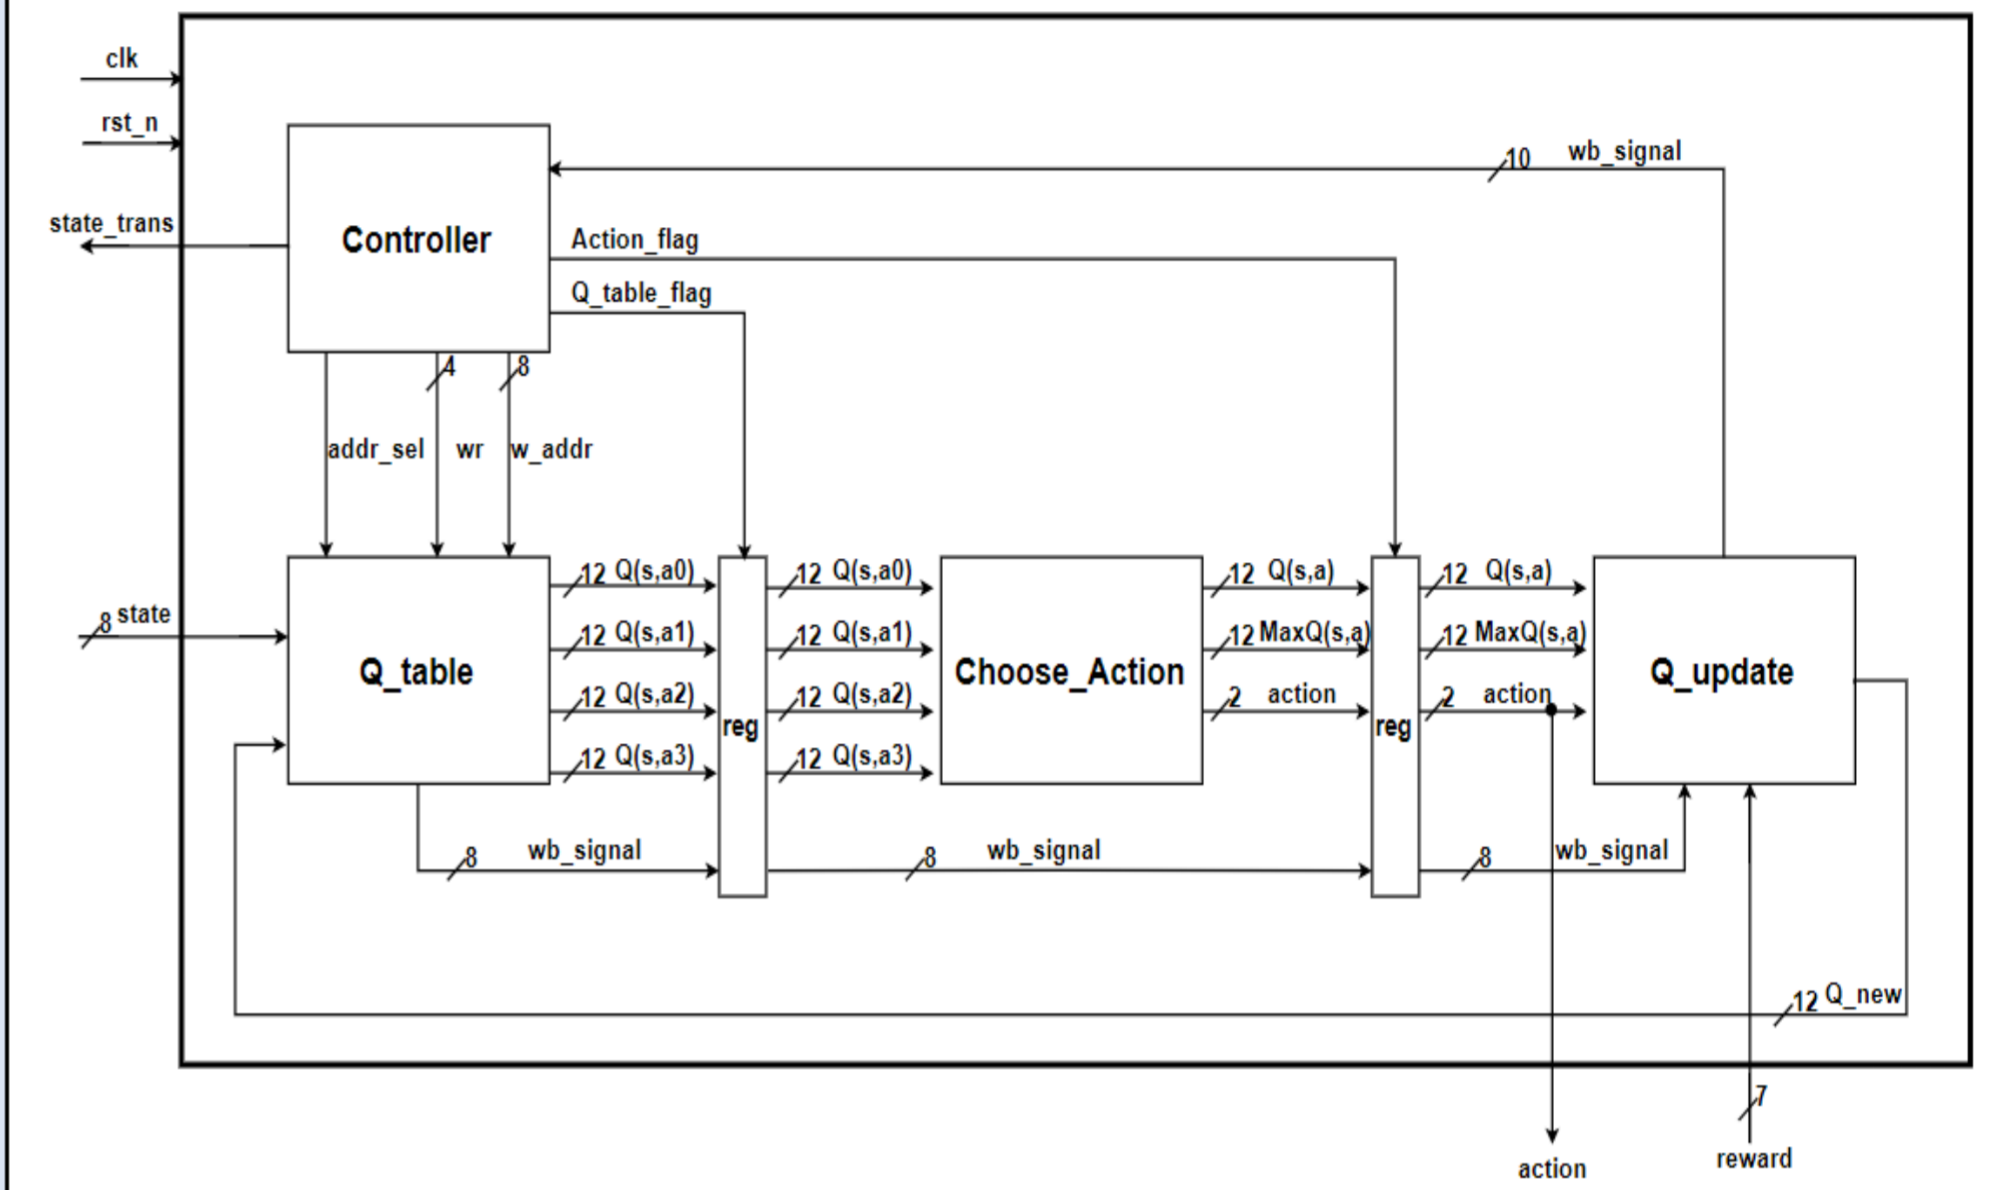 clk
rst_n
10 wb_signal
state_trans
Controller
Action_flag
Q_table_flag
4 8
addr_sel wr w_addr
12 Q(s,a0) 12 Q(s,a0) 12 Q(s,a) 12 Q(s,a)
8 state
12 Q(s,a1) 12 Q(s,a1) 12 MaxQ(s,a) 12 MaxQ(s,a)
Q_table Choose_Action Q_update
12 Q(s,a2) 12 Q(s,a2) 2 action 2 action
reg reg
12 Q(s,a3) 12 Q(s,a3)
8 wb_signal 8 wb_signal 8 wb_signal
12 Q_new
7
action reward